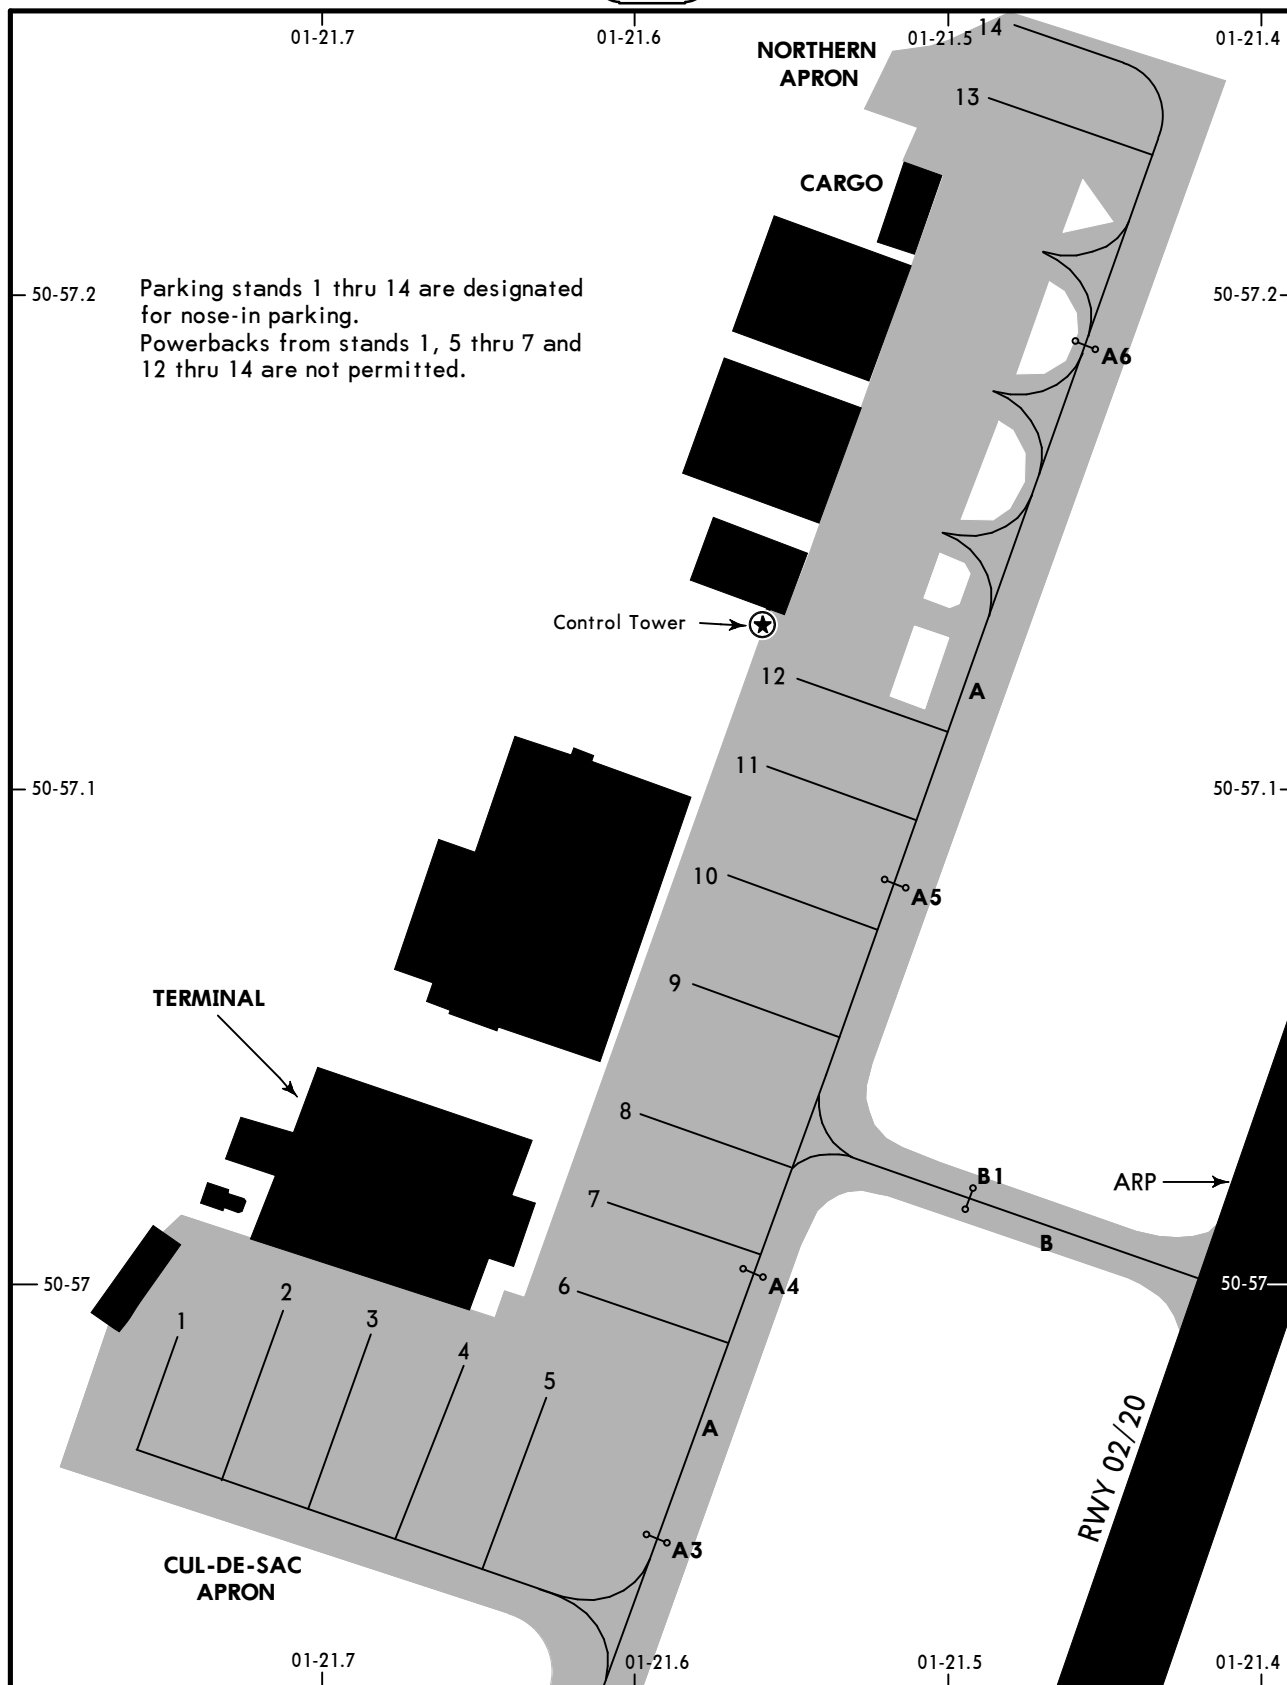 01-21.7
01-21.6
01-21.5
01-21.4
14
NORTHERN
APRON
13
CARGO
50-57.2
50-57.2
Parking stands 1 thru 14 are designated
for nose-in parking.
Powerbacks from stands 1, 5 thru 7 and
12 thru 14 are not permitted.
A6
Control Tower
12
A
11
50-57.1
50-57.1
10
A5
9
TERMINAL
8
B1
ARP
7
B
50-57
6
A4
50-57
1
2
3
4
5
A
RWY 02/20
A3
CUL-DE-SAC
APRON
01-21.7
01-21.6
01-21.5
01-21.4